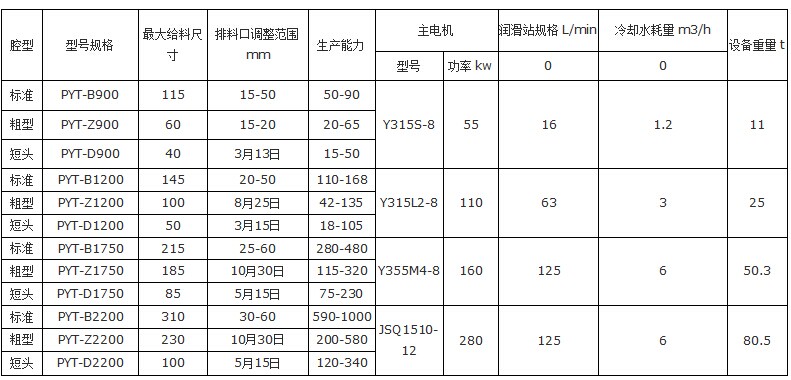 腔型 型号规格 最大给料尺寸 排料口调整范围 mm 生产能力 主电机 润滑站规格 L/min 冷却水耗量 m3/h 设备重量 t
型号 功率 kw 0 0
标准 PYT-B900 115 15-50 50-90 Y315S-8 55 16 1.2 11
粗型 PYT-Z900 60 15-20 20-65
短头 PYT-D900 40 3月13日 15-50
标准 PYT-B1200 145 20-50 110-168 Y315L2-8 110 63 3 25
粗型 PYT-Z1200 100 8月25日 42-135
短头 PYT-D1200 50 3月15日 18-105
标准 PYT-B1750 215 25-60 280-480 Y355M4-8 160 125 6 50.3
粗型 PYT-Z1750 185 10月30日 115-320
短头 PYT-D1750 85 5月15日 75-230
标准 PYT-B2200 310 30-60 590-1000 JSQ1510-12 280 125 6 80.5
粗型 PYT-Z2200 230 10月30日 200-580
短头 PYT-D2200 100 5月15日 120-340